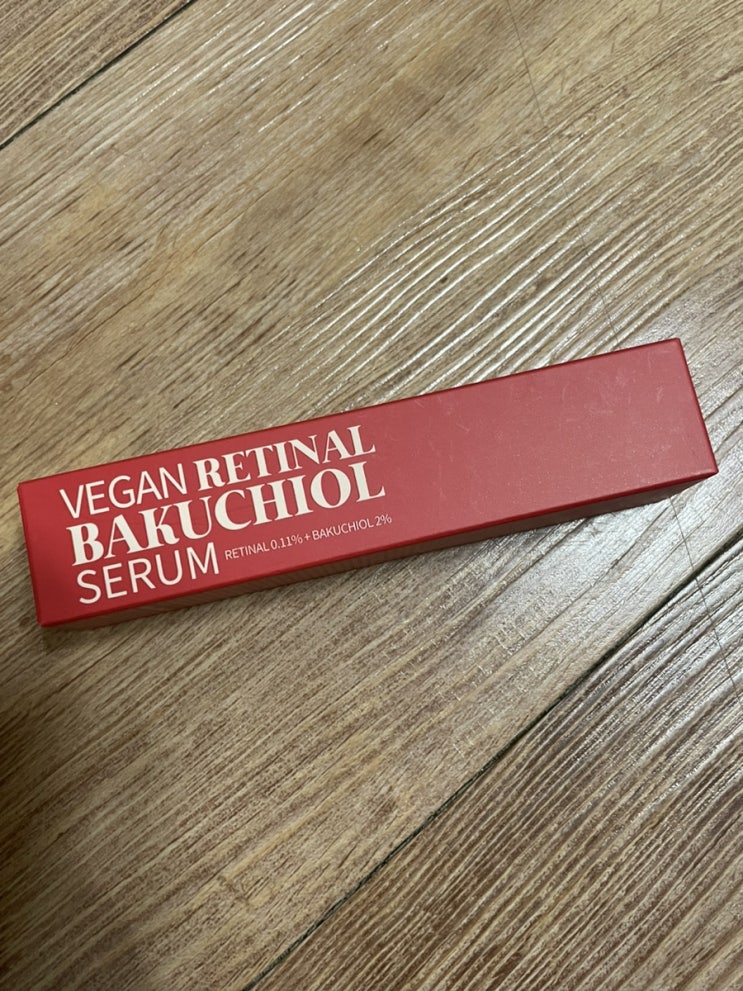 VEGAN RETINAL
BAKUCHIOL
SERUM RETINAL 0.11% + BAKUCHIOL 2%